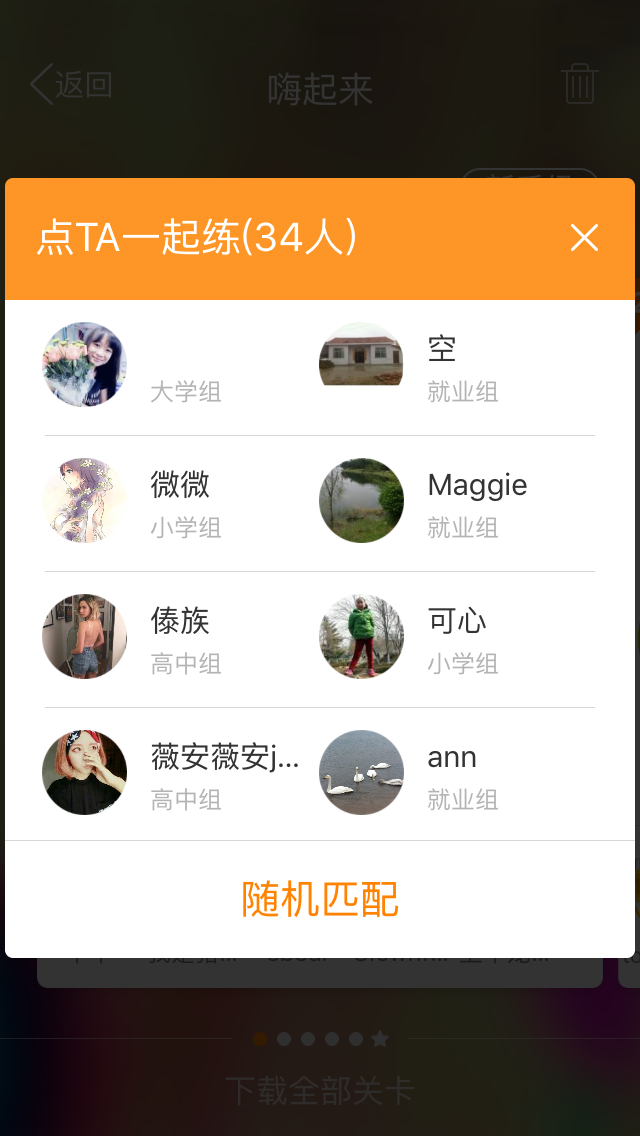 返回
嗨起来
点TA一起练(34人)
大学组
空
就业组
微微
小学组
Maggie
就业组
傣族
高中组
可心
小学组
薇安薇安j...
高中组
ann
就业组
随机匹配
下载全部关卡